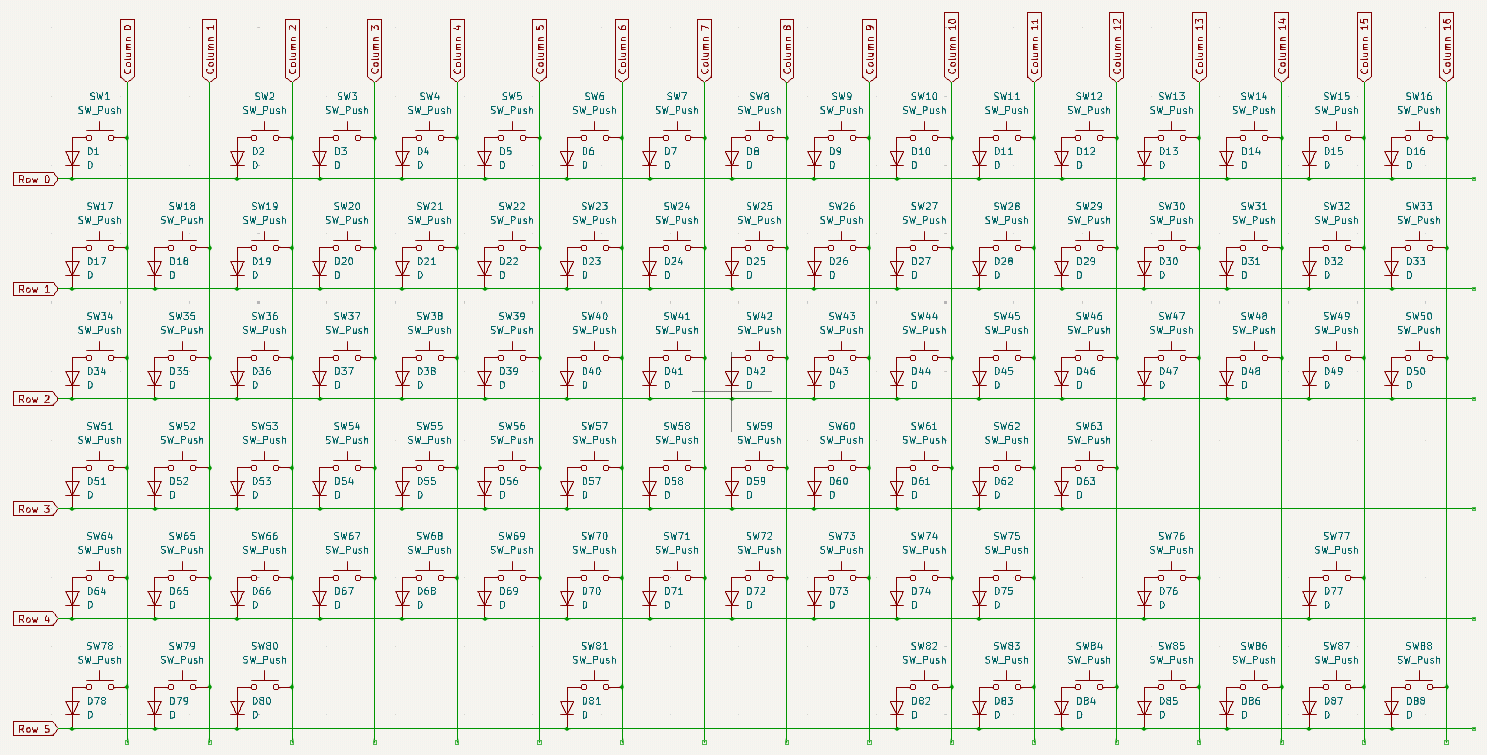 Column 0 Column 1 Column 2 Column 3 Column 4 Column 5 Column 6 Column 7 Column 8 Column 9 Column 10 Column 11 Column 12 Column 13 Column 14 Column 15 Column 16
SW1 SW2 SW3 SW4 SW5 SW6 SW7 SW8 SW9 SW10 SW11 SW12 SW13 SW14 SW15 SW16
SW_Push SW_Push SW_Push SW_Push SW_Push SW_Push SW_Push SW_Push SW_Push SW_Push SW_Push SW_Push SW_Push SW_Push SW_Push SW_Push
D1 D2 D3 D4 D5 D6 D7 D8 D9 D10 D11 D12 D13 D14 D15 D16
D D D D D D D D D D D D D D D D
Row 0
SW17 SW18 SW19 SW20 SW21 SW22 SW23 SW24 SW25 SW26 SW27 SW28 SW29 SW30 SW31 SW32 SW33
SW_Push SW_Push SW_Push SW_Push SW_Push SW_Push SW_Push SW_Push SW_Push SW_Push SW_Push SW_Push SW_Push SW_Push SW_Push SW_Push SW_Push
D17 D18 D19 D20 D21 D22 D23 D24 D25 D26 D27 D28 D29 D30 D31 D32 D33
D D D D D D D D D D D D D D D D D
Row 1
SW34 SW35 SW36 SW37 SW38 SW39 SW40 SW41 SW42 SW43 SW44 SW45 SW46 SW47 SW48 SW49 SW50
SW_Push SW_Push SW_Push SW_Push SW_Push SW_Push SW_Push SW_Push SW_Push SW_Push SW_Push SW_Push SW_Push SW_Push SW_Push SW_Push SW_Push
D34 D35 D36 D37 D38 D39 D40 D41 D42 D43 D44 D45 D46 D47 D48 D49 D50
D D D D D D D D D D D D D D D D D
Row 2
SW51 SW52 SW53 SW54 SW55 SW56 SW57 SW58 SW59 SW60 SW61 SW62 SW63
SW_Push SW_Push SW_Push SW_Push SW_Push SW_Push SW_Push SW_Push SW_Push SW_Push SW_Push SW_Push SW_Push
D51 D52 D53 D54 D55 D56 D57 D58 D59 D60 D61 D62 D63
D D D D D D D D D D D D D
Row 3
SW64 SW65 SW66 SW67 SW68 SW69 SW70 SW71 SW72 SW73 SW74 SW75 SW76 SW77
SW_Push SW_Push SW_Push SW_Push SW_Push SW_Push SW_Push SW_Push SW_Push SW_Push SW_Push SW_Push SW_Push SW_Push
D64 D65 D66 D67 D68 D69 D70 D71 D72 D73 D74 D75 D76 D77
D D D D D D D D D D D D D D
Row 4
SW78 SW79 SW80 SW81 SW82 SW83 SW84 SW85 SW86 SW87 SW88
SW_Push SW_Push SW_Push SW_Push SW_Push SW_Push SW_Push SW_Push SW_Push SW_Push SW_Push
D78 D79 D80 D81 D82 D83 D84 D85 D86 D87 D88
D D D D D D D D D D D
Row 5